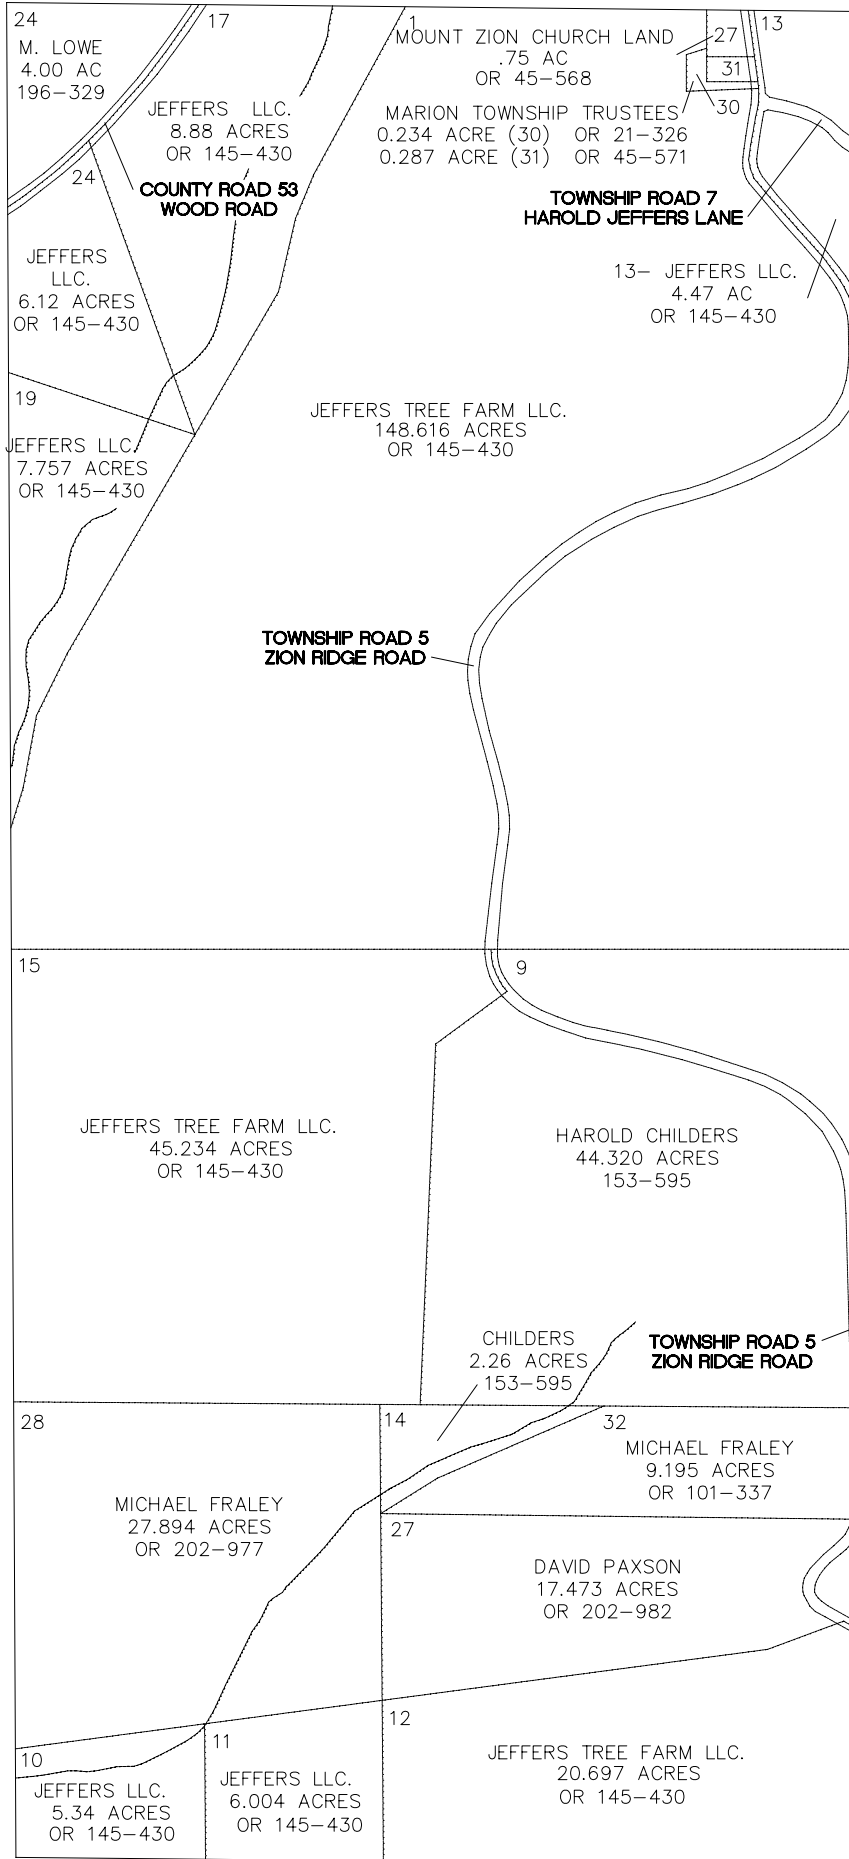 24
17
1
13
M. LOWE
4.00 AC
196-329
MOUNT ZION CHURCH LAND
.75 AC
OR 45-568
27
31
30
JEFFERS LLC.
8.88 ACRES
OR 145-430
MARION TOWNSHIP TRUSTEES
0.234 ACRE (30) OR 21-326
0.287 ACRE (31) OR 45-571
24
COUNTY ROAD 53
WOOD ROAD
TOWNSHIP ROAD 7
HAROLD JEFFERS LANE
JEFFERS
LLC.
6.12 ACRES
OR 145-430
13- JEFFERS LLC.
4.47 AC
OR 145-430
19
JEFFERS LLC.
7.757 ACRES
OR 145-430
JEFFERS TREE FARM LLC.
148.616 ACRES
OR 145-430
TOWNSHIP ROAD 5
ZION RIDGE ROAD
15
9
JEFFERS TREE FARM LLC.
45.234 ACRES
OR 145-430
HAROLD CHILDERS
44.320 ACRES
153-595
CHILDERS
2.26 ACRES
153-595
TOWNSHIP ROAD 5
ZION RIDGE ROAD
28
14
32
MICHAEL FRALEY
9.195 ACRES
OR 101-337
MICHAEL FRALEY
27.894 ACRES
OR 202-977
27
DAVID PAXSON
17.473 ACRES
OR 202-982
12
11
10
JEFFERS LLC.
5.34 ACRES
OR 145-430
JEFFERS LLC.
6.004 ACRES
OR 145-430
JEFFERS TREE FARM LLC.
20.697 ACRES
OR 145-430